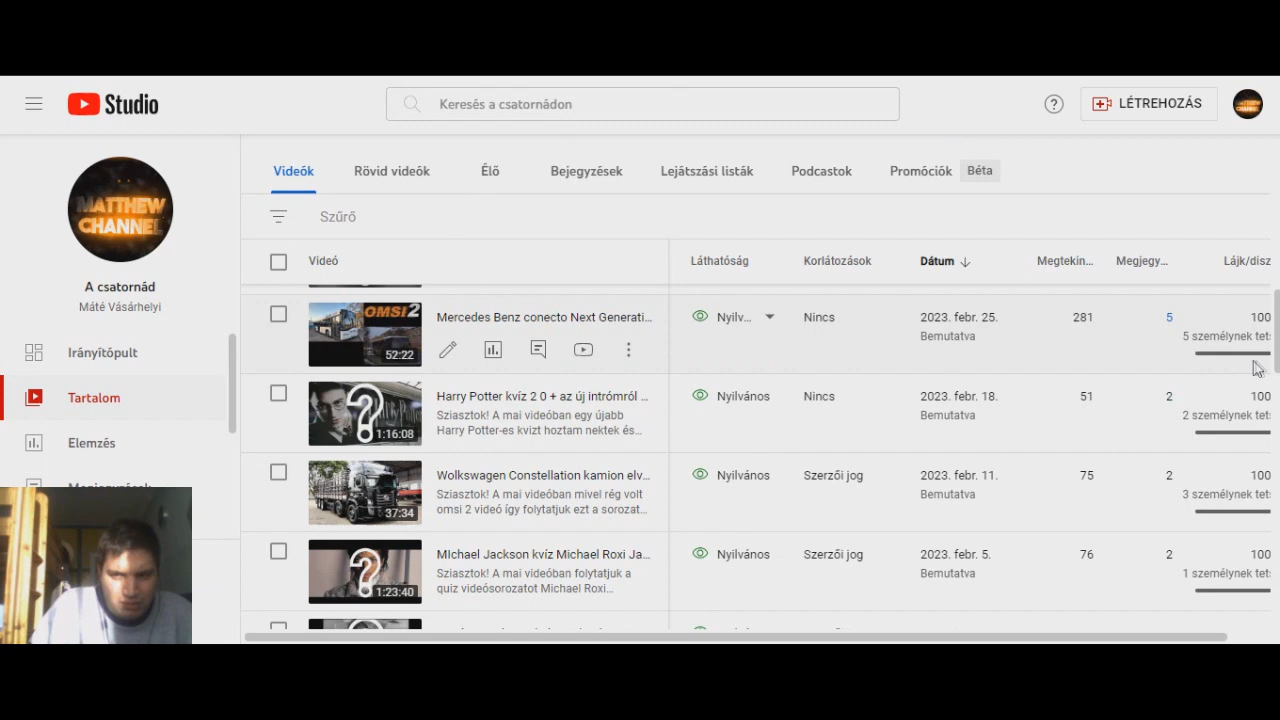 Studio
Keresés a csatornádon
LÉTREHOZÁS
MATTHEW
CHANNEL
A csatornád
Máté Vásárhelyi
Irányítópult
Tartalom
Elemzés
Videók Rövid videók Élő Bejegyzések Lejátszási listák Podcastok Promóciók Béta
Szűrő
Videó Láthatóság Korlátozások Dátum Megtekin... Megjegy... Lájk/disz
OMSI 2
52:22
Mercedes Benz conecto Next Generati... Nyilv... Nincs 2023. febr. 25. 281 5 100
Bemutatva 5 személynek tets
1:16:08
Harry Potter kvíz 2 0 + az új intrómról ... Nyilvános Nincs 2023. febr. 18. 51 2 100
Sziasztok! A mai videóban egy újabb Bemutatva 2 személynek tets
Harry Potter-es kvizt hoztam nektek és...
37:34
Wolkswagen Constellation kamion elv... Nyilvános Szerzői jog 2023. febr. 11. 75 2 100
Sziasztok! A mai videóban mivel rég volt Bemutatva 3 személynek tets
omsi 2 videó így folytatjuk ezt a sorozat...
1:23:40
MIchael Jackson kvíz Michael Roxi Ja... Nyilvános Szerzői jog 2023. febr. 5. 76 2 100
Sziasztok! A mai videóban folytatjuk a Bemutatva 1 személynek tets
quiz videósorozatot Michael Roxi...